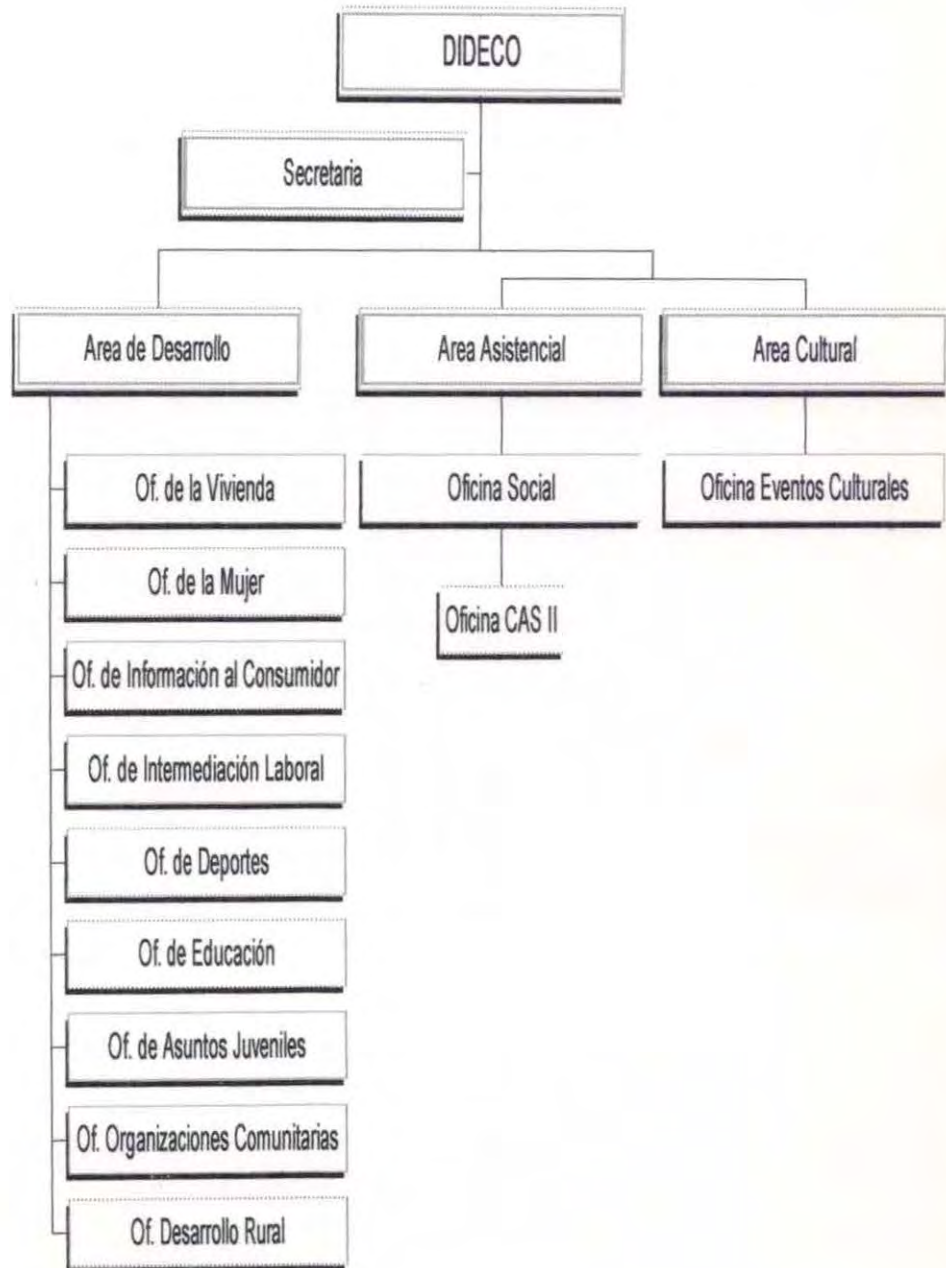 DIDECO
Secretaria
Area de Desarrollo
Area Asistencial
Area Cultural
Of. de la Vivienda
Oficina Social
Oficina Eventos Culturales
Of. de la Mujer
Oficina CAS II
Of. de Información al Consumidor
Of. de Intermediación Laboral
Of. de Deportes
Of. de Educación
Of. de Asuntos Juveniles
Of. Organizaciones Comunitarias
Of. Desarrollo Rural